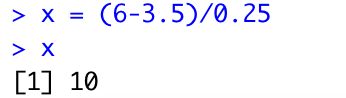 > x = (6-3.5)/0.25
> x
[1] 10